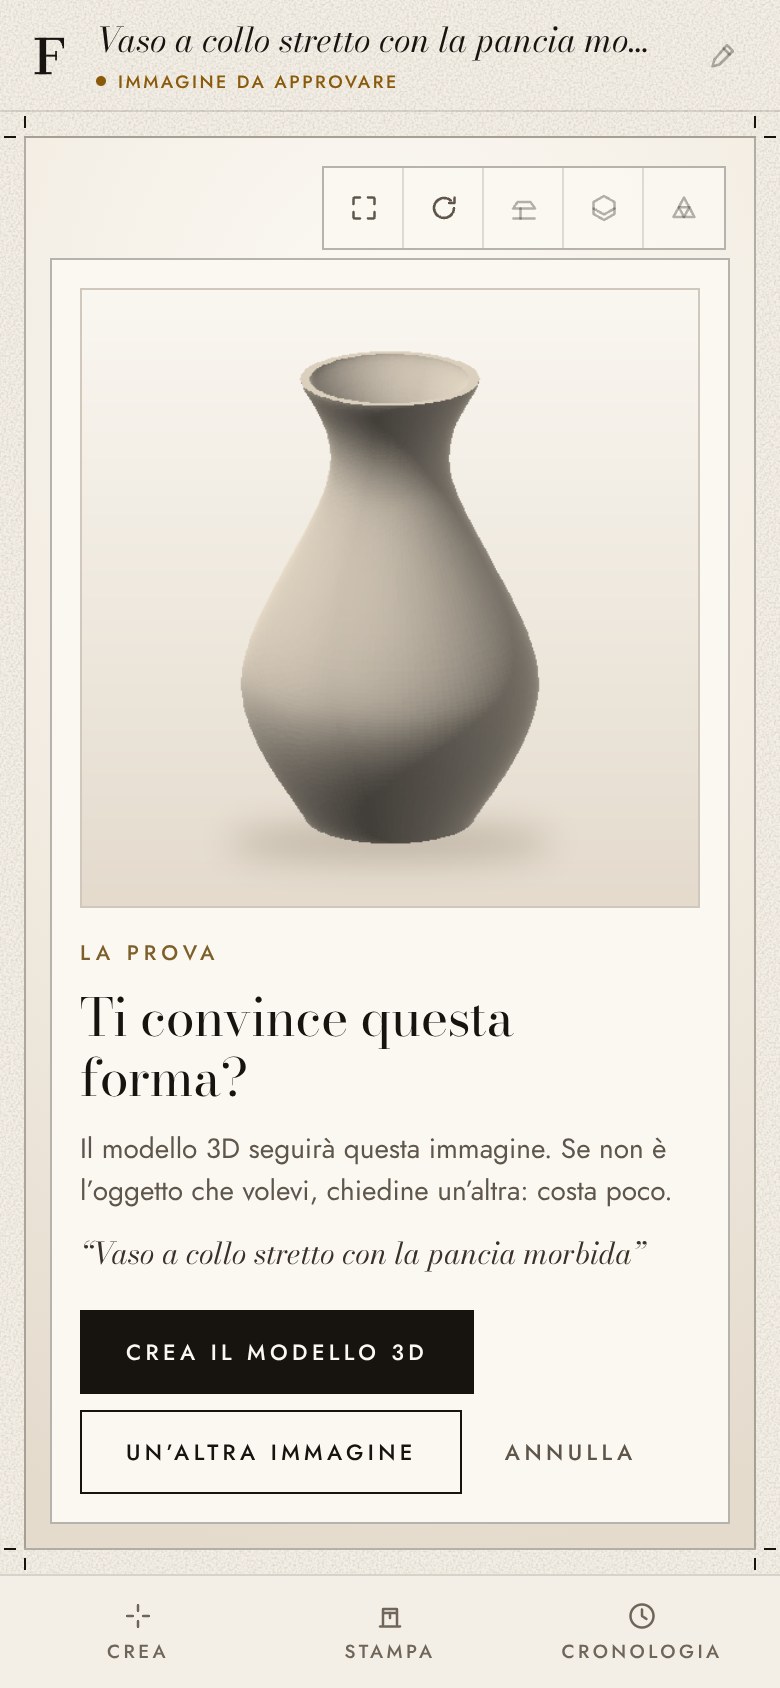 F
Vaso a collo stretto con la pancia mo...
IMMAGINE DA APPROVARE
LA PROVA
Ti convince questa
forma?
Il modello 3D seguirà questa immagine. Se non è
l’oggetto che volevi, chiedine un’altra: costa poco.
“Vaso a collo stretto con la pancia morbida”
CREA IL MODELLO 3D
UN’ALTRA IMMAGINE
ANNULLA
CREA
STAMPA
CRONOLOGIA